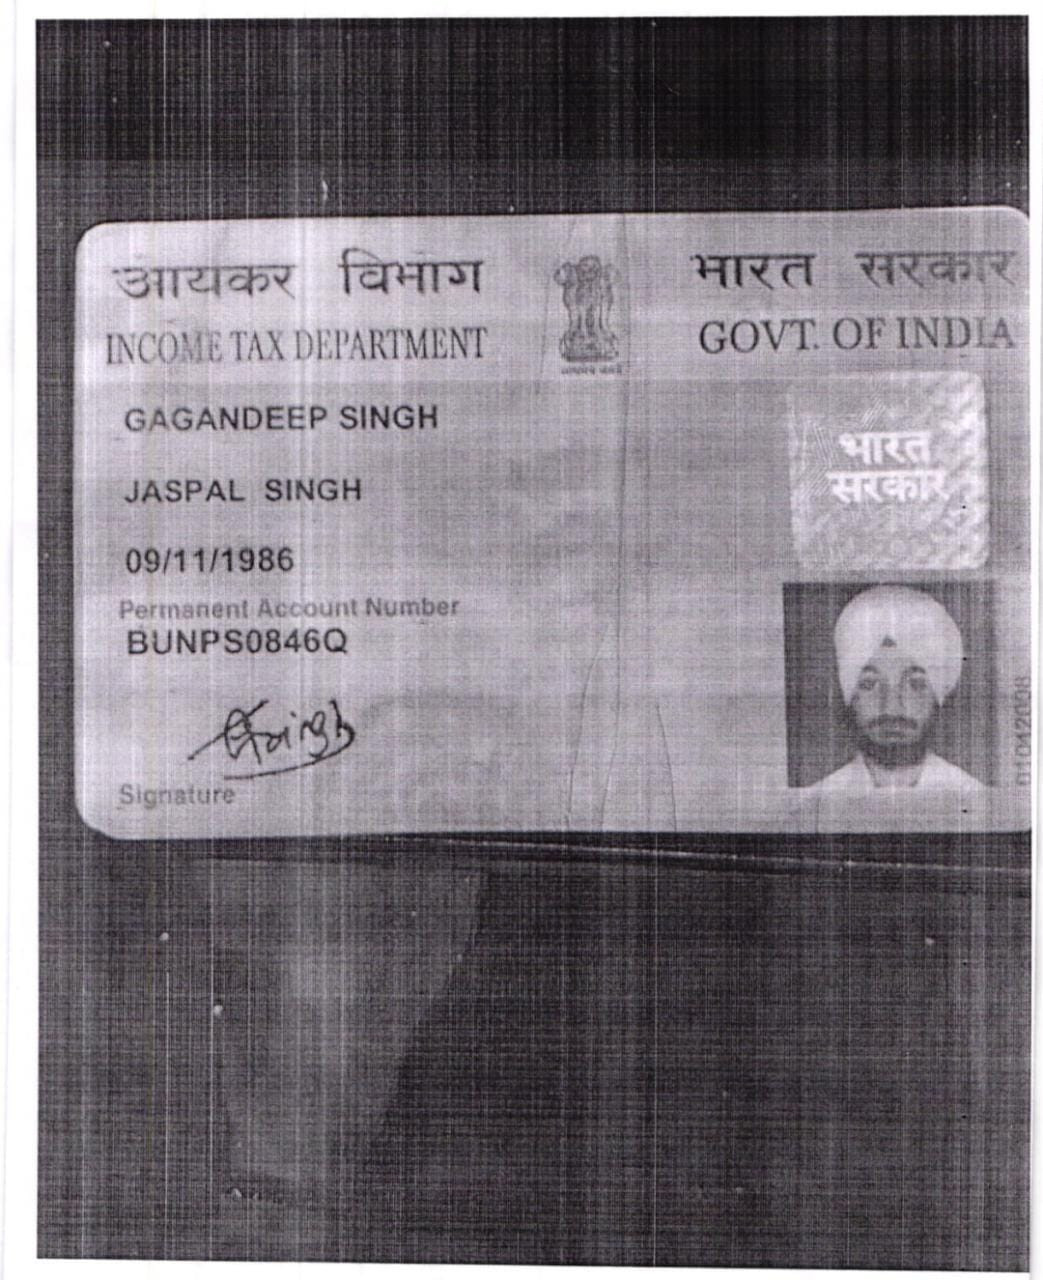 आयकर विभाग
भारत सरकार
INCOME TAX DEPARTMENT
GOVT. OF INDIA
GAGANDEEP SINGH
भारत
सरकार
JASPAL SINGH
09/11/1986
Permanent Account Number
BUNPS0846Q
01042008
Signature